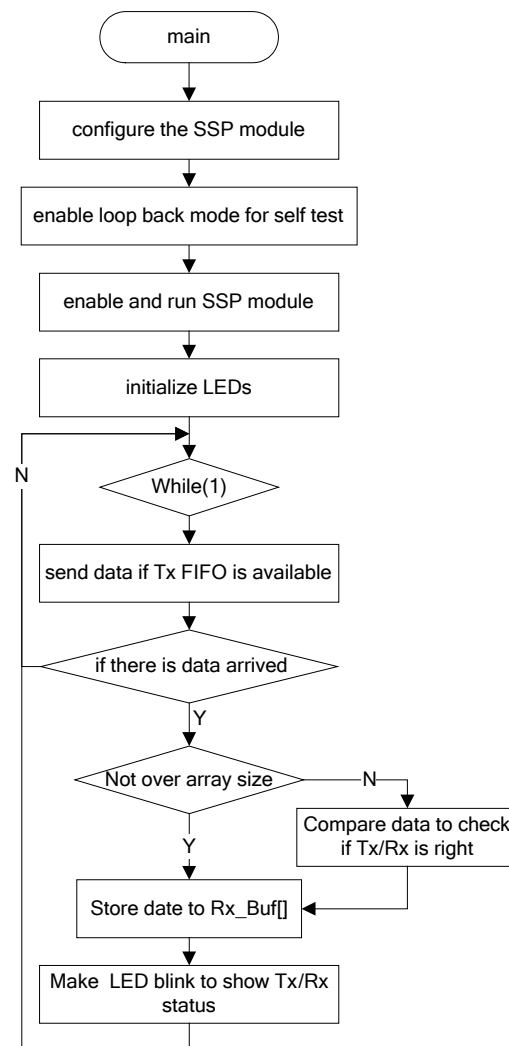 main
configure the SSP module
enable loop back mode for self test
enable and run SSP module
initialize LEDs
N
While(1)
send data if Tx FIFO is available
if there is data arrived
Y
Not over array size
N
Compare data to check
if Tx/Rx is right
Y
Store date to Rx_Buf[]
Make LED blink to show Tx/Rx
status